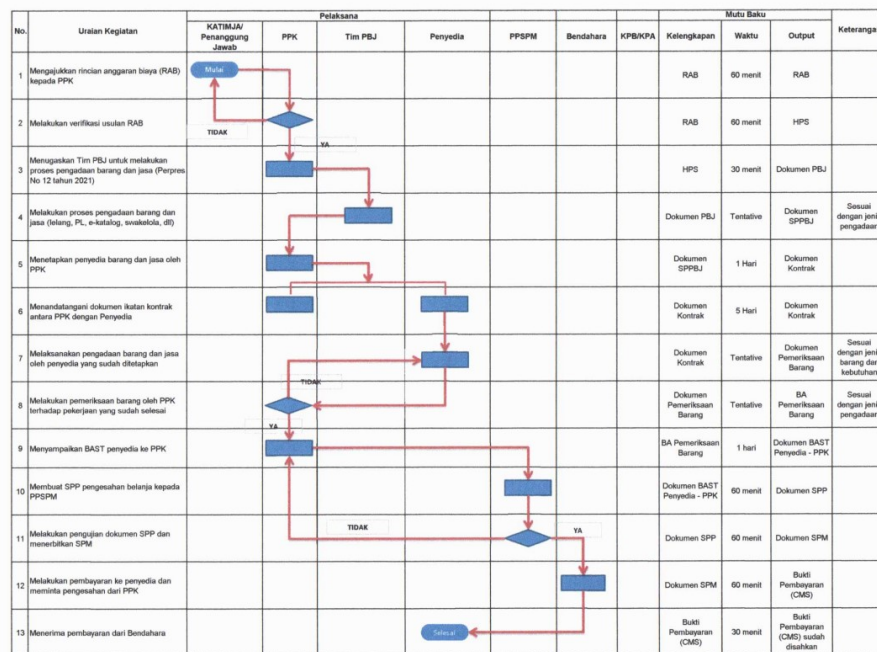 No.
Uraian Kegiatan
Pelaksana
Mutu Baku
Keterangan
KATIMJA/
Penanggung
Jawab
PPK
Tim PBJ
Penyedia
PPSPM
Bendahara
KPB/KPA
Kelengkapan
Waktu
Output
1
Mengajukkan rincian anggaran biaya (RAB)
kepada PPK
Mulai
RAB
60 menit
RAB
2
Melakukan verifikasi usulan RAB
TIDAK
YA
RAB
60 menit
HPS
3
Menugaskan Tim PBJ untuk melakukan
proses pengadaan barang dan jasa (Perpres
No 12 tahun 2021)
HPS
30 menit
Dokumen PBJ
4
Melakukan proses pengadaan barang dan
jasa (lelang, PL, e-katalog, swakelola, dll)
Dokumen PBJ
Tentative
Dokumen
SPPBJ
Sesuai
dengan jeni
pengadaan
5
Menetapkan penyedia barang dan jasa oleh
PPK
Dokumen
SPPBJ
1 Hari
Dokumen
Kontrak
6
Menandatangani dokumen ikatan kontrak
antara PPK dengan Penyedia
Dokumen
Kontrak
5 Hari
Dokumen
Kontrak
7
Melaksanakan pengadaan barang dan jasa
oleh penyedia yang sudah ditetapkan
TIDAK
Dokumen
Kontrak
Tentative
Dokumen
Pemeriksaan
Barang
Sesuai
dengan jeni
barang dan
kebutuhan
8
Melakukan pemeriksaan barang oleh PPK
terhadap pekerjaan yang sudah selesai
YA
Dokumen
Pemeriksaan
Barang
Tentative
BA
Pemeriksaan
Barang
Sesuai
dengan jeni
pengadaan
9
Menyampaikan BAST penyedia ke PPK
BA Pemeriksaan
Barang
1 hari
Dokumen BAST
Penyedia - PPK
10
Membuat SPP pengesahan belanja kepada
PPSPM
Dokumen BAST
Penyedia - PPK
60 menit
Dokumen SPP
11
Melakukan pengujian dokumen SPP dan
menerbitkan SPM
TIDAK
YA
Dokumen SPP
60 menit
Dokumen SPM
12
Melakukan pembayaran ke penyedia dan
meminta pengesahan dari PPK
Dokumen SPM
60 menit
Bukti
Pembayaran
(CMS)
13
Menerima pembayaran dari Bendahara
Selesai
Bukti
Pembayaran
(CMS)
30 menit
Bukti
Pembayaran
(CMS) sudah
disahkan